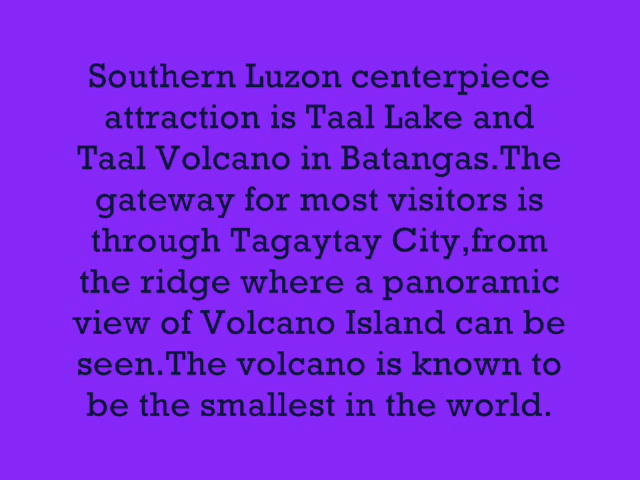 Southern Luzon centerpiece
attraction is Taal Lake and
Taal Volcano in Batangas.The
gateway for most visitors is
through Tagaytay City,from
the ridge where a panoramic
view of Volcano Island can be
seen.The volcano is known to
be the smallest in the world.